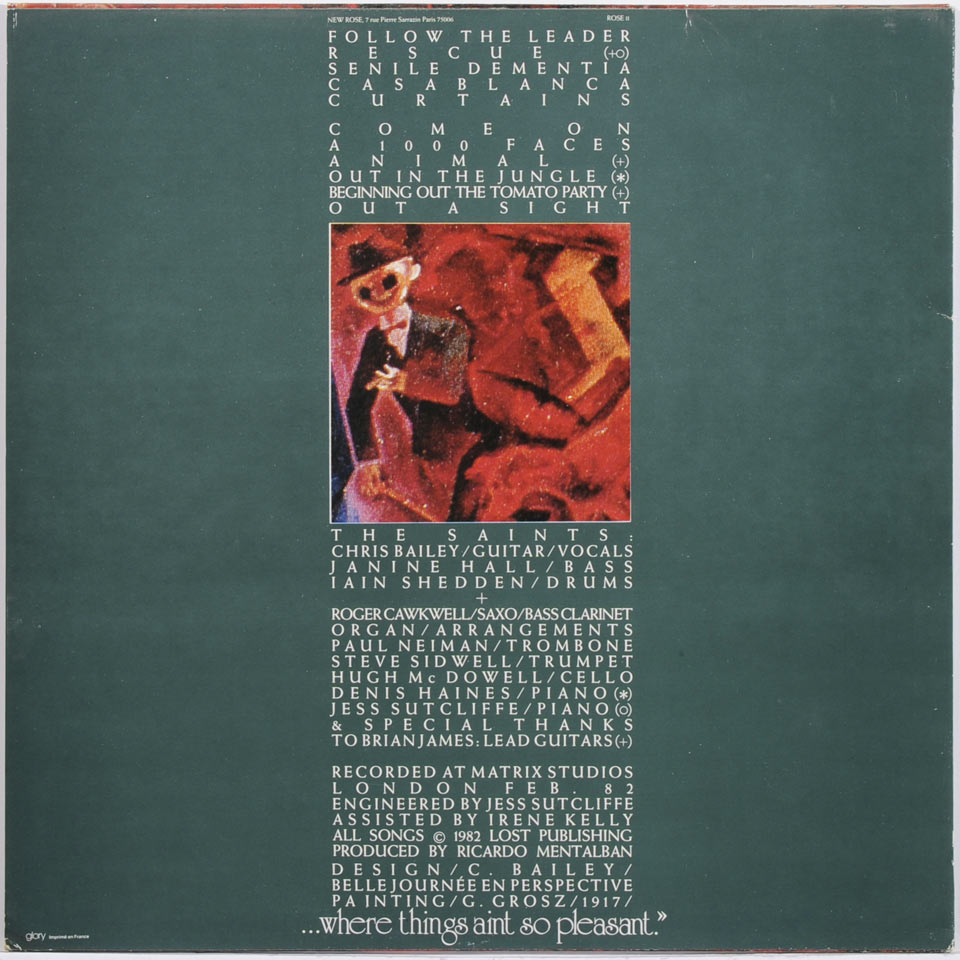 NEW ROSE, 7 rue Pierre Sarrazin Paris 75006 ROSE 11
FOLLOW THE LEADER
RESCUE (+O)
SENILE DEMENTIA
CASABLANCA
CURTAINS
COME ON
A 1000 FACES
ANIMAL (+)
OUT IN THE JUNGLE (*)
BEGINNING OUT THE TOMATO PARTY (+)
OUT A SIGHT
THE SAINTS:
CHRIS BAILEY/GUITAR/VOCALS
JANINE HALL/BASS
IAIN SHEDDEN/DRUMS
+
ROGER CAWKWELL/SAXO/BASS CLARINET
ORGAN/ARRANGEMENTS
PAUL NEIMAN/TROMBONE
STEVE SIDWELL/TRUMPET
HUGH Mc DOWELL/CELLO
DENIS HAINES/PIANO (*)
JESS SUTCLIFFE/PIANO (O)
& SPECIAL THANKS
TO BRIAN JAMES: LEAD GUITARS (+)
RECORDED AT MATRIX STUDIOS
LONDON FEB. 82
ENGINEERED BY JESS SUTCLIFFE
ASSISTED BY IRENE KELLY
ALL SONGS © 1982 LOST PUBLISHING
PRODUCED BY RICARDO MENTALBAN
DESIGN/C. BAILEY/
BELLE JOURNÉE EN PERSPECTIVE
PAINTING/G. GROSZ/1917/
...where things aint so pleasant."
glory Imprimé en France